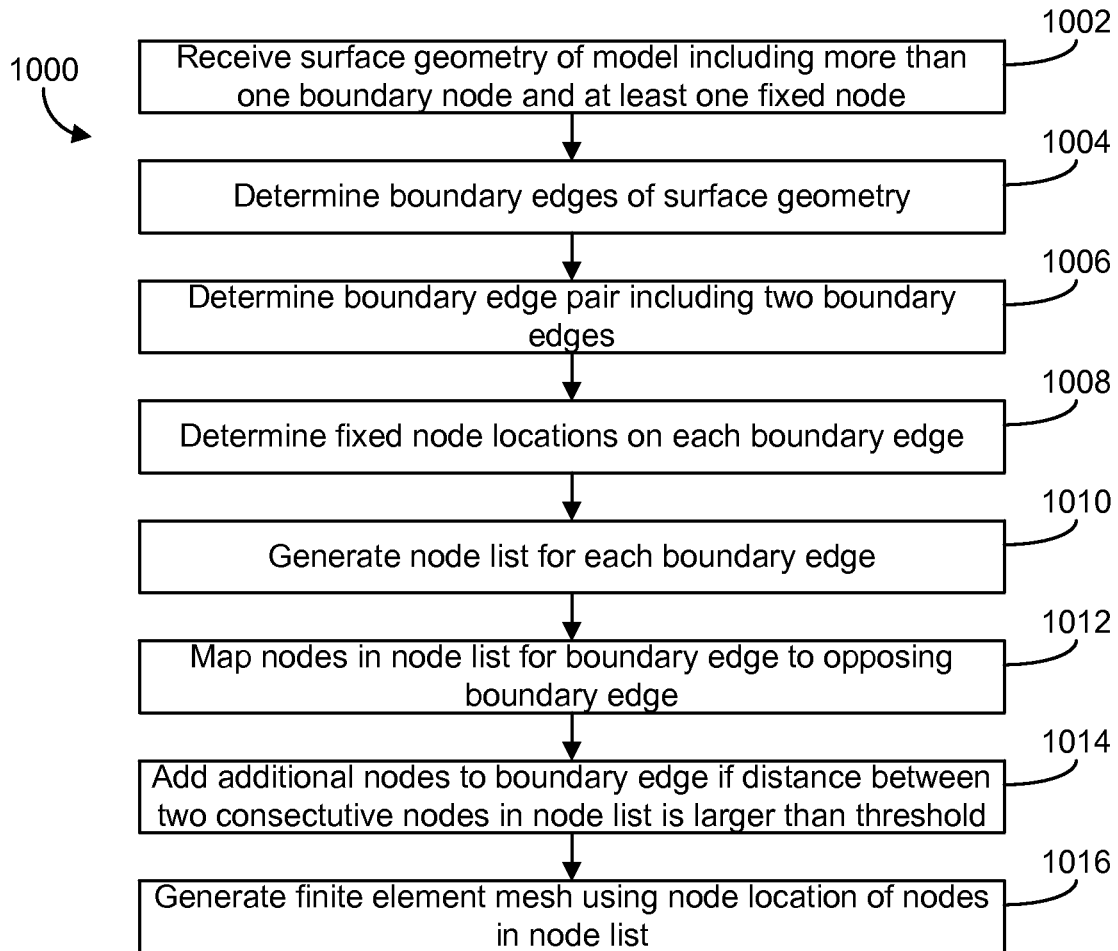 1000
1002
Receive surface geometry of model including more
than one boundary node and at least one fixed node
1004
Determine boundary edges of surface geometry
1006
Determine boundary edge pair including two boundary
edges
1008
Determine fixed node locations on each boundary edge
1010
Generate node list for each boundary edge
1012
Map nodes in node list for boundary edge to opposing
boundary edge
1014
Add additional nodes to boundary edge if distance between
two consectutive nodes in node list is larger than threshold
1016
Generate finite element mesh using node location of nodes
in node list